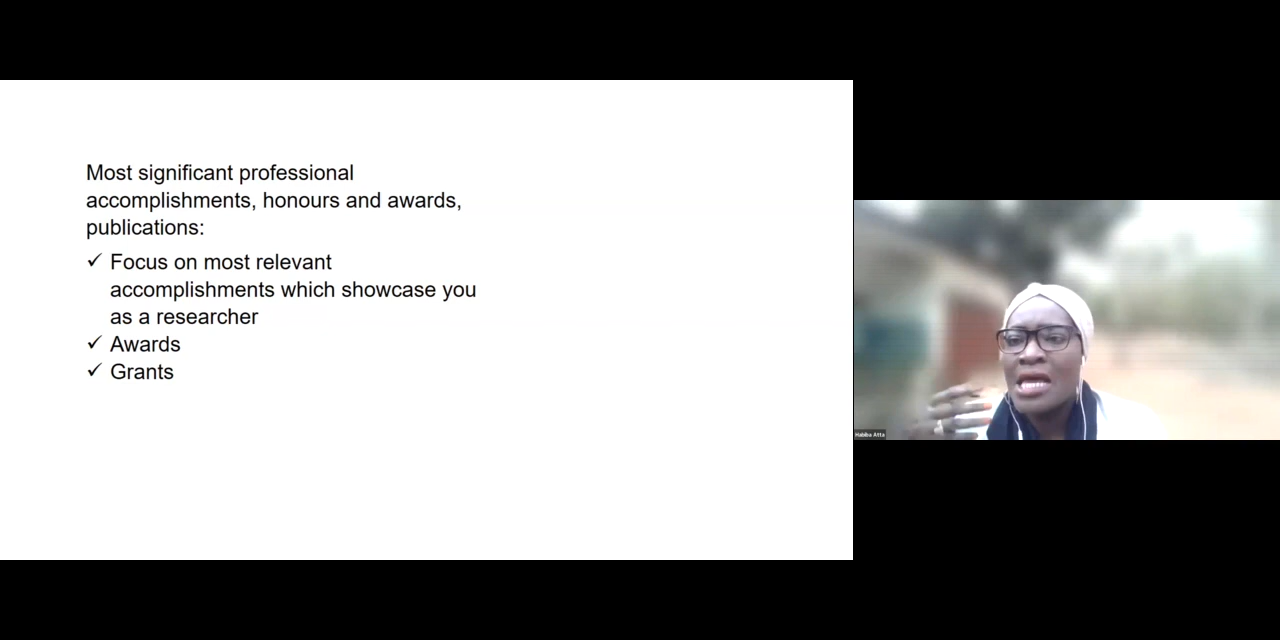 Most significant professional
accomplishments, honours and awards,
publications:
✓ Focus on most relevant
accomplishments which showcase you
as a researcher
✓ Awards
✓ Grants
Habiba Atta